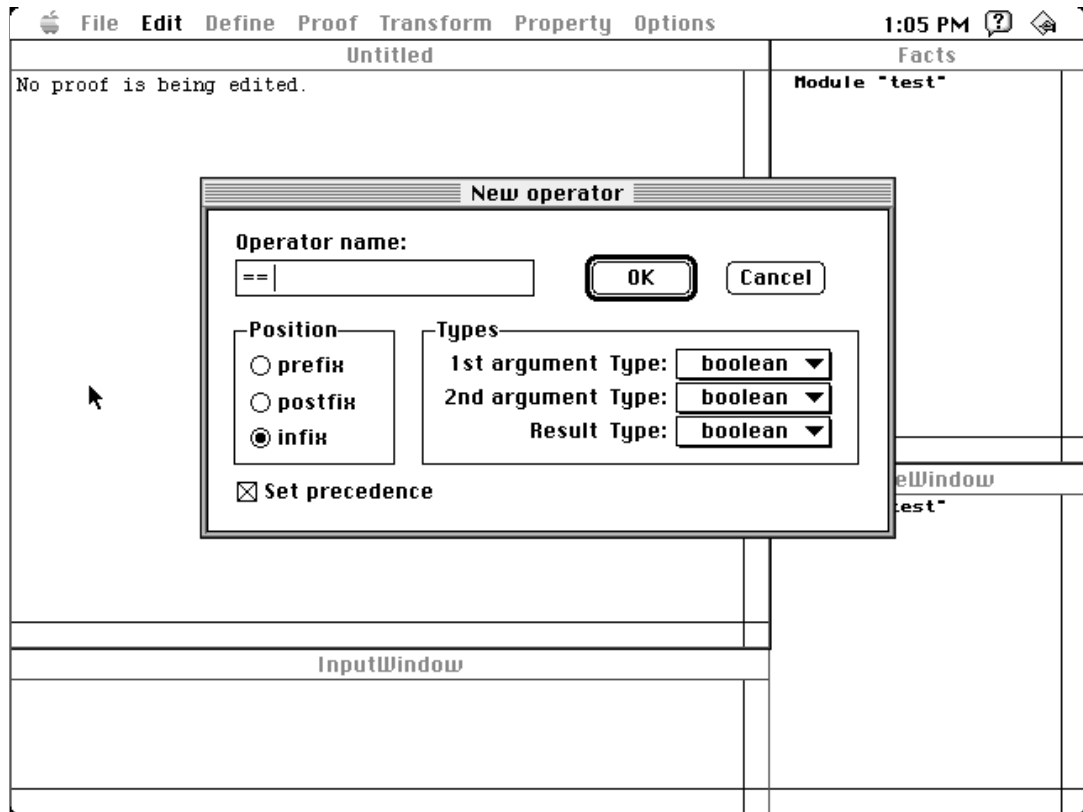 File Edit Define Proof Transform Property Options 1:05 PM
Untitled
No proof is being edited.
Facts
Module "test"
New operator
Operator name:
==
OK
Cancel
Position
prefix
postfix
infix
Types
1st argument Type: boolean
2nd argument Type: boolean
Result Type: boolean
Set precedence
eWindow
est"
InputWindow